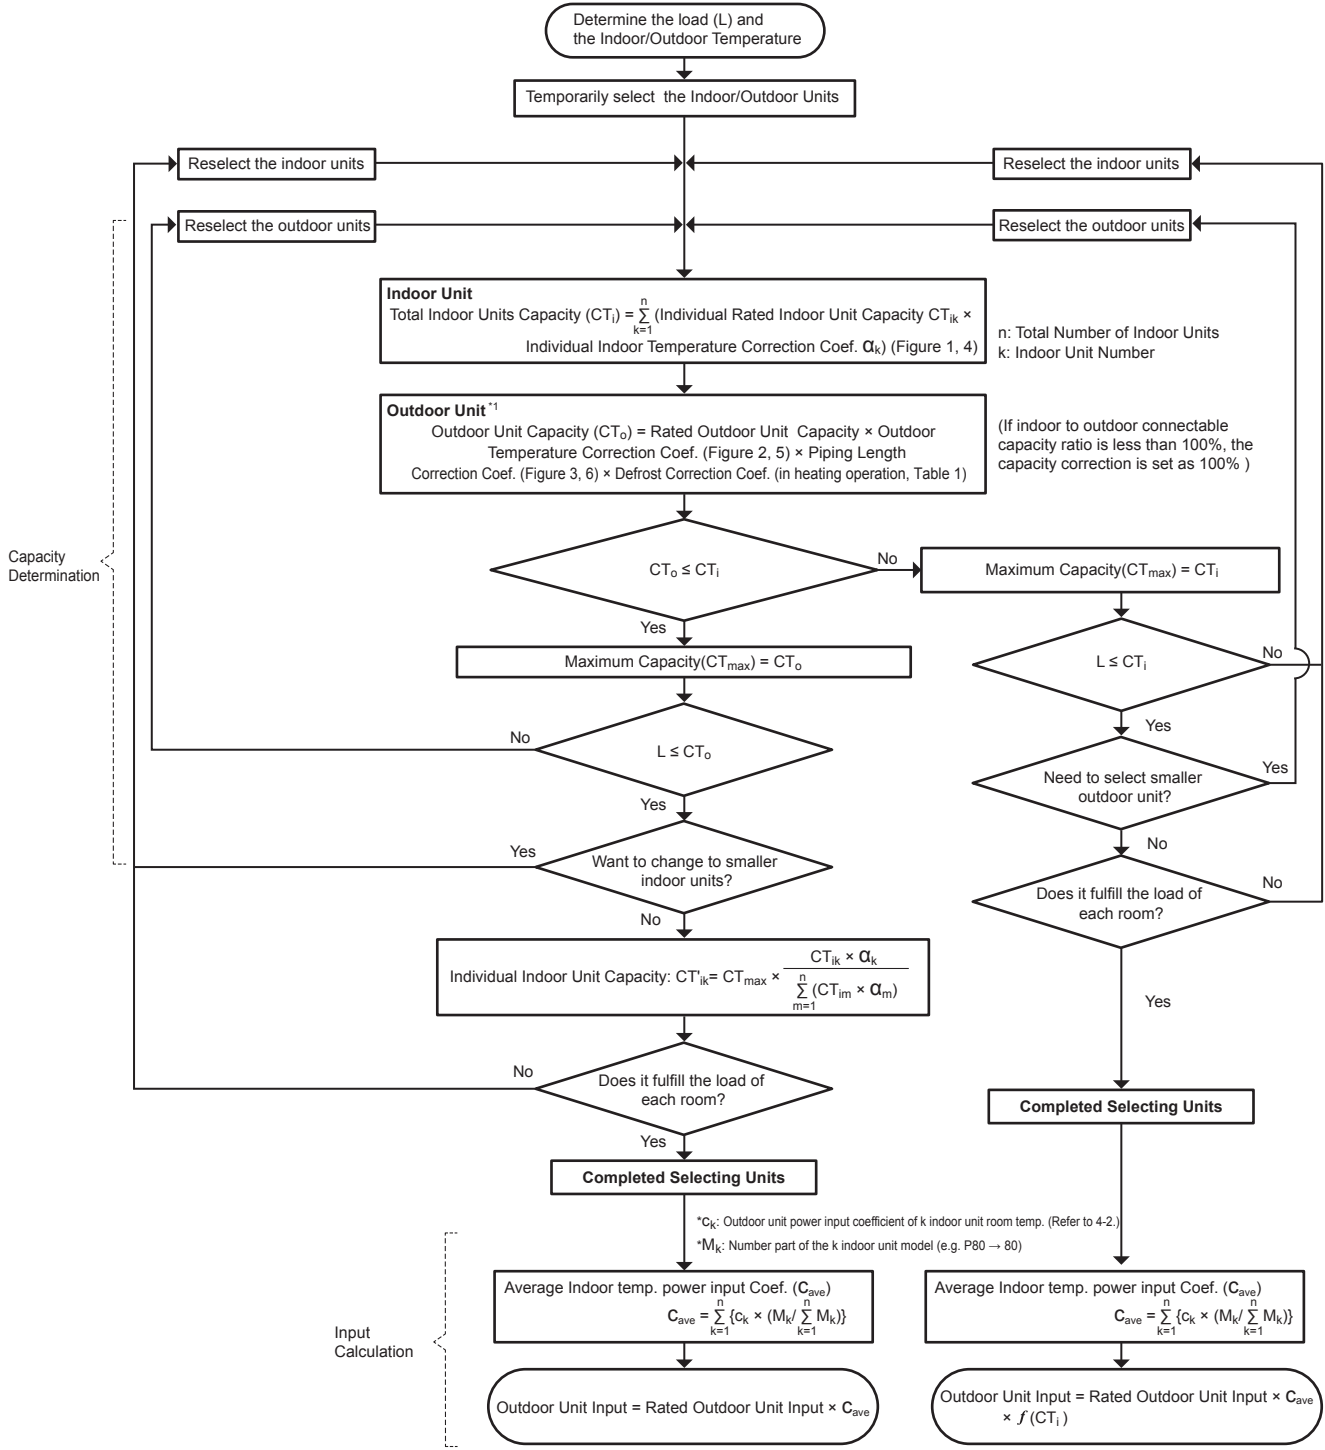 Determine the load (L) and
the Indoor/Outdoor Temperature
Temporarily select the Indoor/Outdoor Units
Reselect the indoor units
Reselect the indoor units
Reselect the outdoor units
Reselect the outdoor units
Indoor Unit
Total Indoor Units Capacity (CTi) = n∑k=1 (Individual Rated Indoor Unit Capacity CTik ×
Individual Indoor Temperature Correction Coef. αk) (Figure 1, 4)
n: Total Number of Indoor Units
k: Indoor Unit Number
Outdoor Unit *1
Outdoor Unit Capacity (CTo) = Rated Outdoor Unit Capacity × Outdoor
Temperature Correction Coef. (Figure 2, 5) × Piping Length
Correction Coef. (Figure 3, 6) × Defrost Correction Coef. (in heating operation, Table 1)
(If indoor to outdoor connectable
capacity ratio is less than 100%, the
capacity correction is set as 100% )
Capacity
Determination
CTo ≤ CTi
No
Maximum Capacity(CTmax) = CTi
Yes
Maximum Capacity(CTmax) = CTo
L ≤ CTi
No
Yes
L ≤ CTo
No
Yes
Need to select smaller
outdoor unit?
Yes
No
Want to change to smaller
indoor units?
Yes
No
Does it fulfill the load of
each room?
No
Yes
Individual Indoor Unit Capacity: CT'ik= CTmax × CTik × αk / n∑m=1 (CTim × αm)
Does it fulfill the load of
each room?
No
Yes
Completed Selecting Units
Completed Selecting Units
*ck: Outdoor unit power input coefficient of k indoor unit room temp. (Refer to 4-2.)
*Mk: Number part of the k indoor unit model (e.g. P80 → 80)
Input
Calculation
Average Indoor temp. power input Coef. (Cave)
Cave = n∑k=1 {ck × (Mk/ n∑k=1 Mk)}
Average Indoor temp. power input Coef. (Cave)
Cave = n∑k=1 {ck × (Mk/ n∑k=1 Mk)}
Outdoor Unit Input = Rated Outdoor Unit Input × Cave
Outdoor Unit Input = Rated Outdoor Unit Input × Cave
× f (CTi )